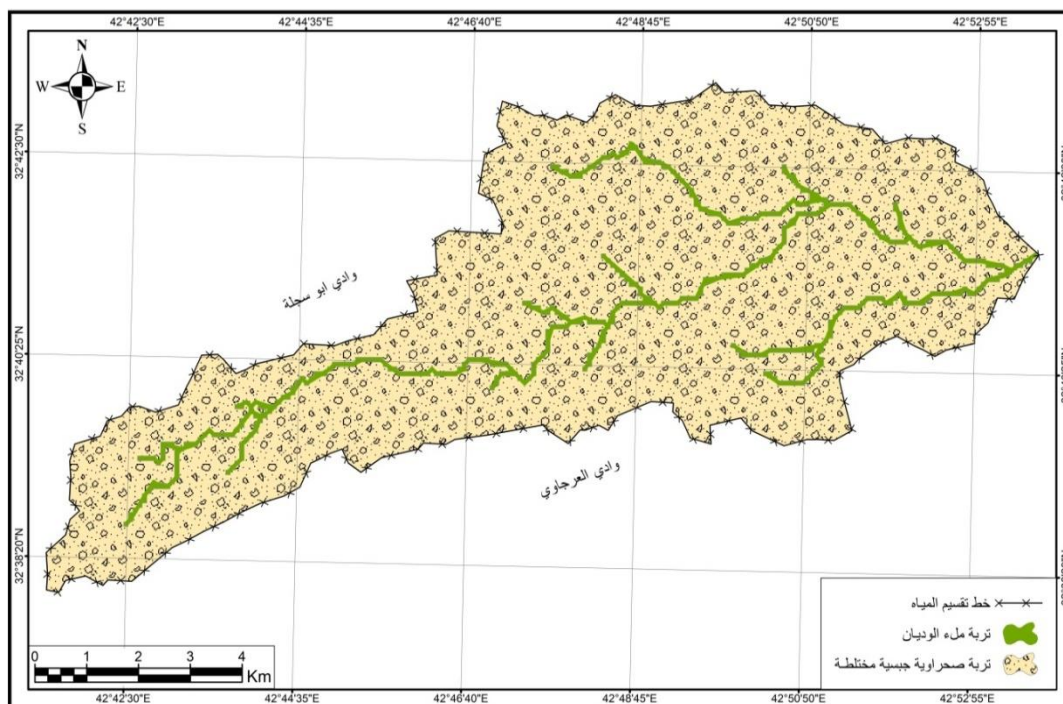 42°42'30"E
42°44'35"E
42°46'40"E
42°48'45"E
42°50'50"E
42°52'55"E
N
W
E
S
32°42'30"N
وادي ابو سجلة
32°40'25"N
وادي العرجاوي
32°38'20"N
خط تقسيم المياه
تربة ملء الوديان
تربة صحراوية جبسية مختلطة
0 1 2 3 4
Km
42°42'30"E
42°44'35"E
42°46'40"E
42°48'45"E
42°50'50"E
42°52'55"E